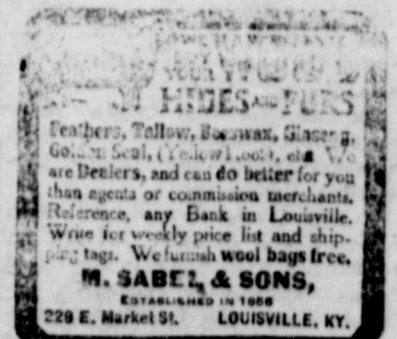 YOUR WOOL
HIDES AND FURS
Feathers, Tallow, Beeswax, Ginseng,
Golden Seal, (Yellow Root), etc. We
are Dealers, and can do better for you
than agents or commission merchants.
Reference, any Bank in Louisville.
Write for weekly price list and ship-
ping tags. We furnish wool bags free.
M. SABEL & SONS,
ESTABLISHED IN 1856
229 E. Market St. LOUISVILLE, KY.